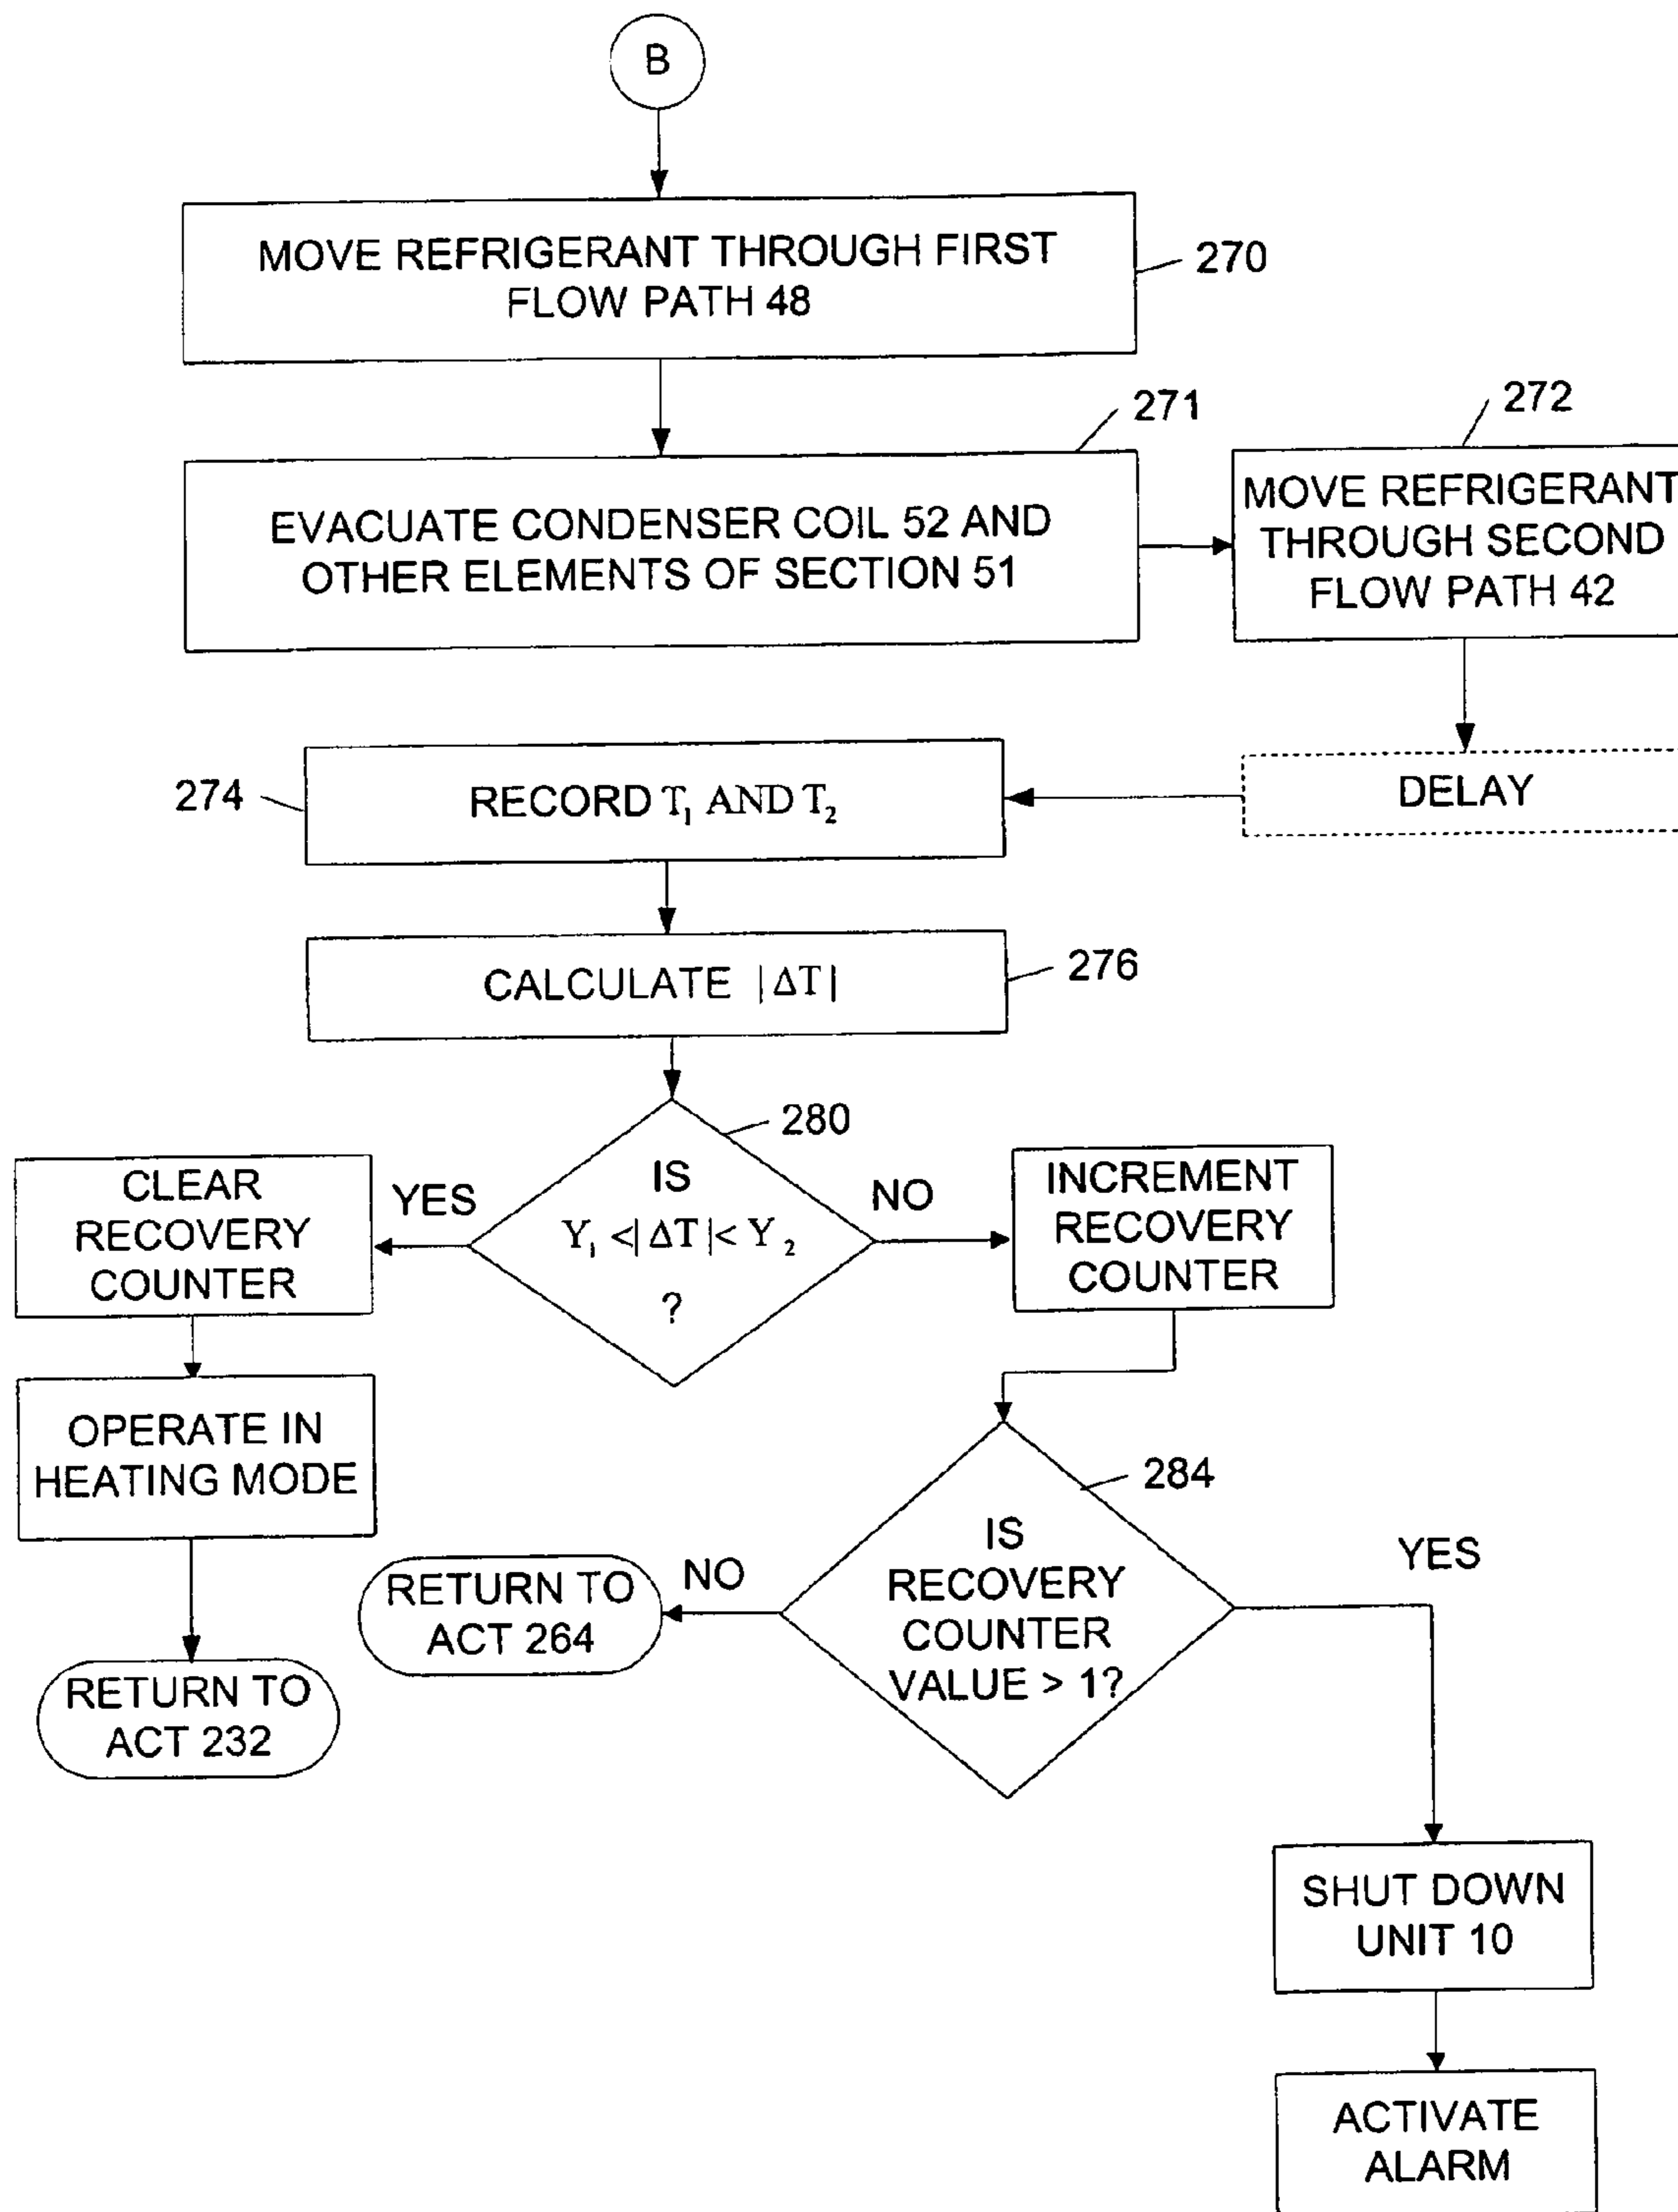 B
MOVE REFRIGERANT THROUGH FIRST
FLOW PATH 48
270
271
272
EVACUATE CONDENSER COIL 52 AND
OTHER ELEMENTS OF SECTION 51
MOVE REFRIGERANT
THROUGH SECOND
FLOW PATH 42
DELAY
274
RECORD T₁ AND T₂
CALCULATE |ΔT|
276
280
IS
Y₁ <|ΔT|< Y₂
?
YES
NO
CLEAR
RECOVERY
COUNTER
INCREMENT
RECOVERY
COUNTER
OPERATE IN
HEATING MODE
RETURN TO
ACT 232
284
IS
RECOVERY
COUNTER
VALUE > 1?
NO
YES
RETURN TO
ACT 264
SHUT DOWN
UNIT 10
ACTIVATE
ALARM